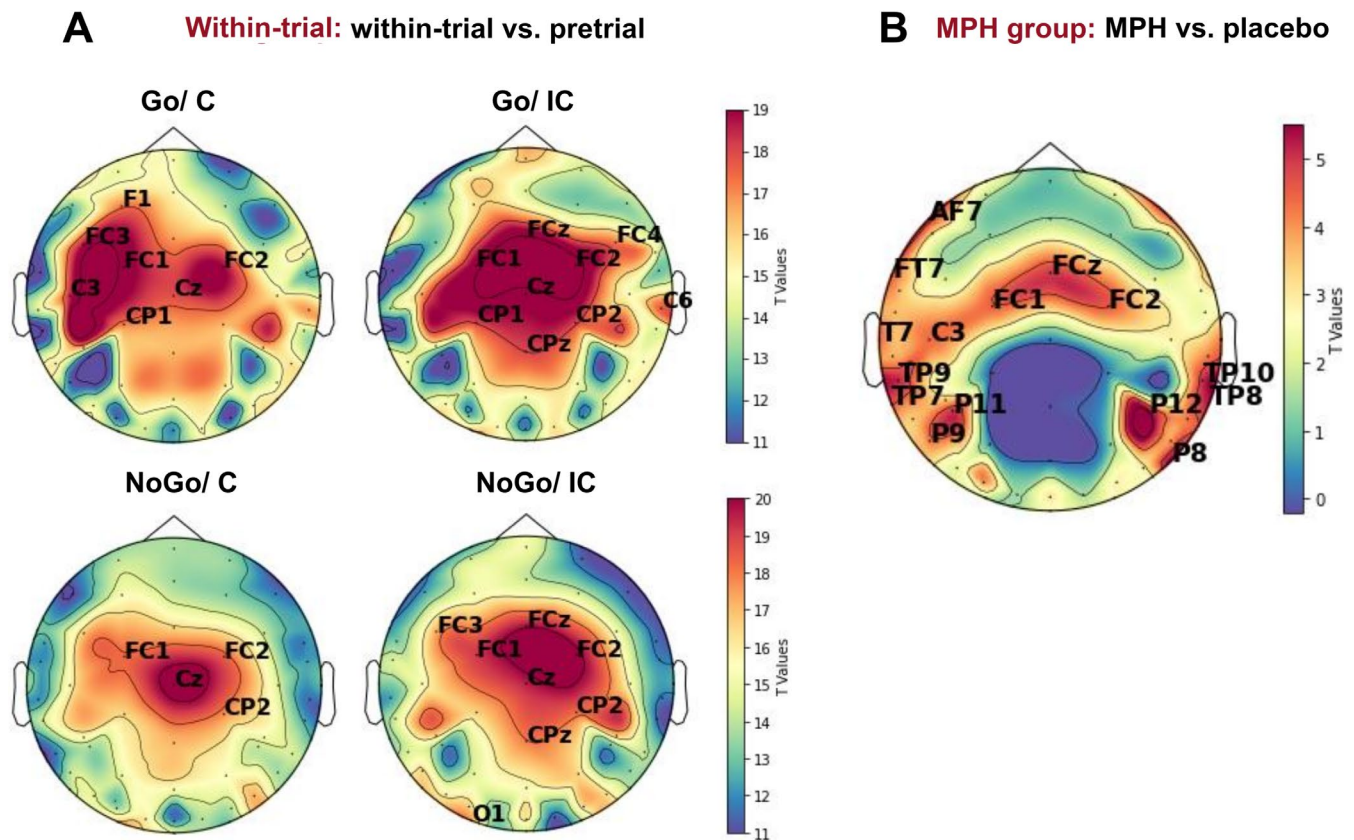 A Within-trial: within-trial vs. pretrial
B MPH group: MPH vs. placebo
Go/ C
Go/ IC
F1
FC3
FC1
FC2
C3
Cz
CP1
FCz
FC4
FC1
FC2
Cz
C6
CP1
CP2
CPz
19
18
17
16
15
14
13
12
11
T Values
AF7
FT7
FCz
FC1
FC2
T7
C3
TP9
TP10
TP7
TP8
P11
P12
P9
P8
5
4
3
2
1
0
T Values
NoGo/ C
NoGo/ IC
FC1
FC2
Cz
CP2
FC3
FCz
FC1
FC2
Cz
CP2
CPz
O1
20
19
18
17
16
15
14
13
12
11
T Values